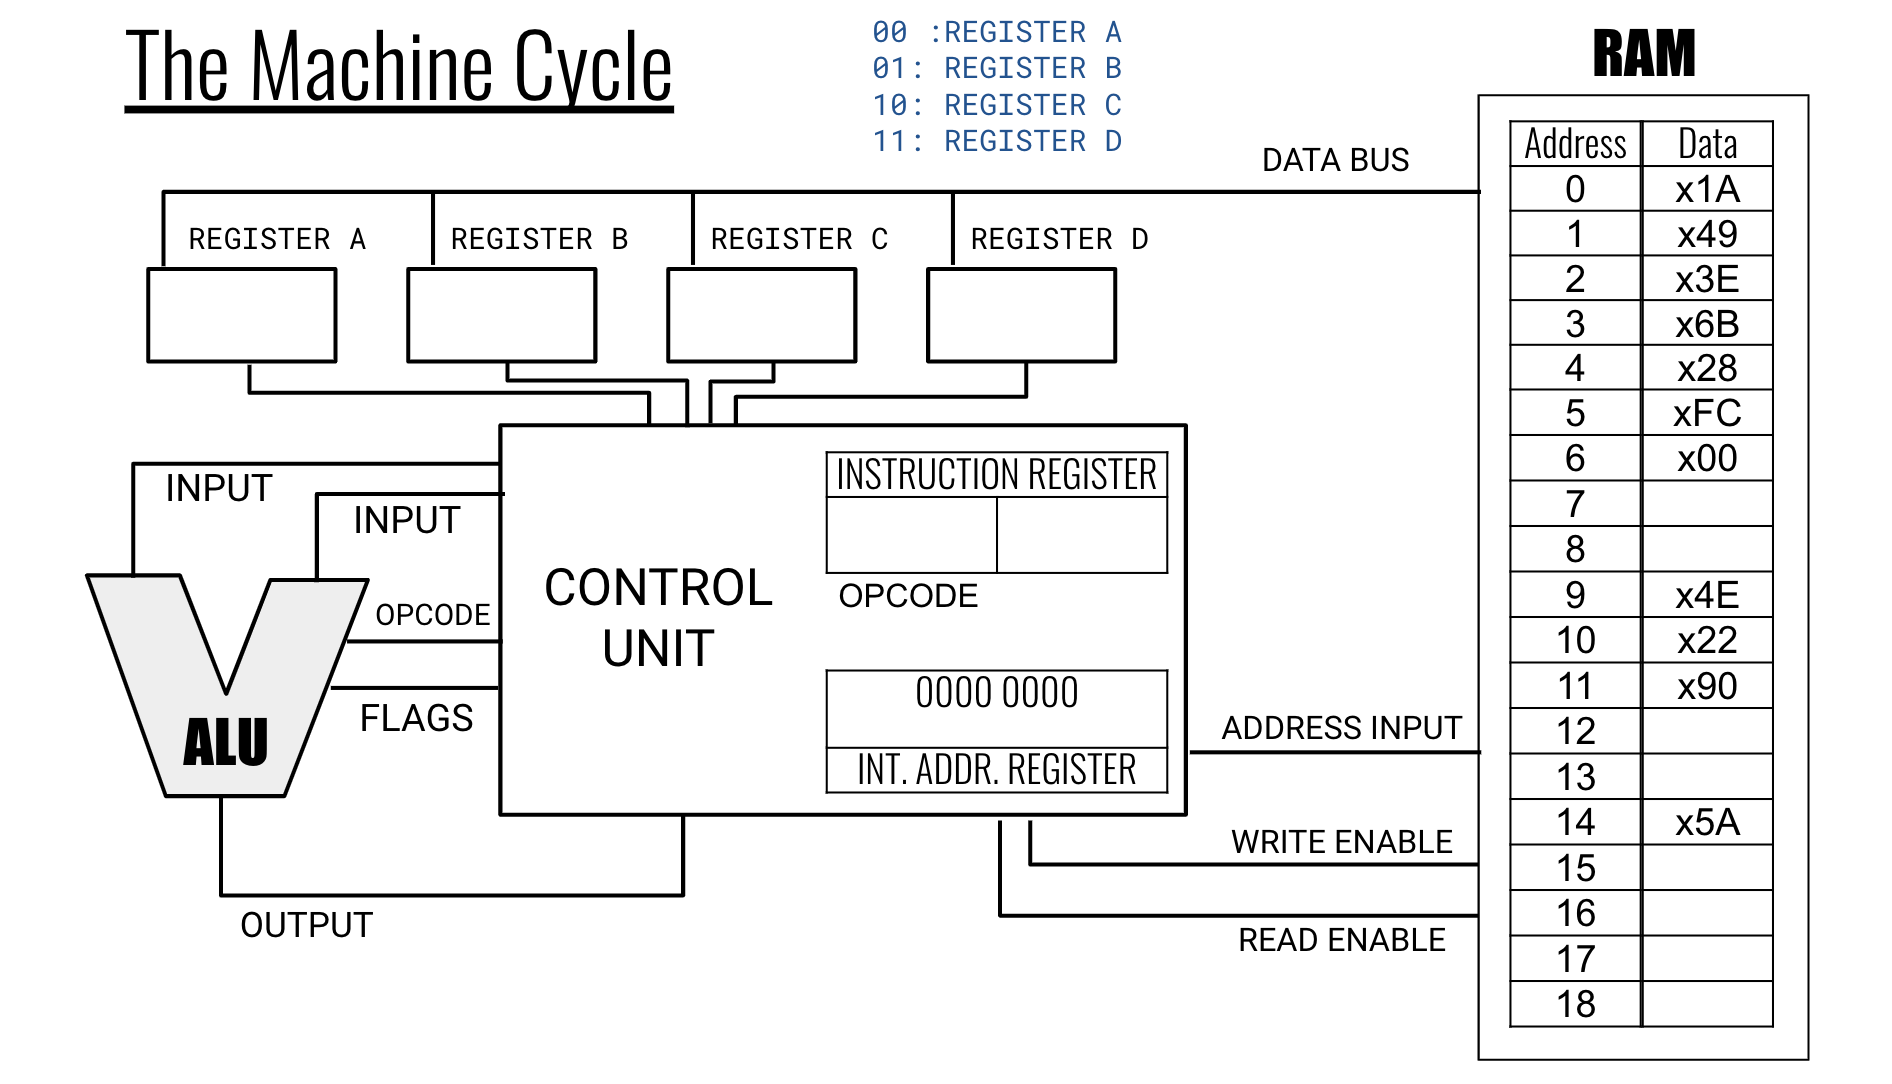 The Machine Cycle
00 :REGISTER A
01: REGISTER B
10: REGISTER C
11: REGISTER D
RAM
DATA BUS
REGISTER A
REGISTER B
REGISTER C
REGISTER D
INPUT
INPUT
OPCODE
FLAGS
ALU
OUTPUT
CONTROL
UNIT
INSTRUCTION REGISTER
OPCODE
0000 0000
INT. ADDR. REGISTER
ADDRESS INPUT
WRITE ENABLE
READ ENABLE
Address Data
0 x1A
1 x49
2 x3E
3 x6B
4 x28
5 xFC
6 x00
7
8
9 x4E
10 x22
11 x90
12
13
14 x5A
15
16
17
18